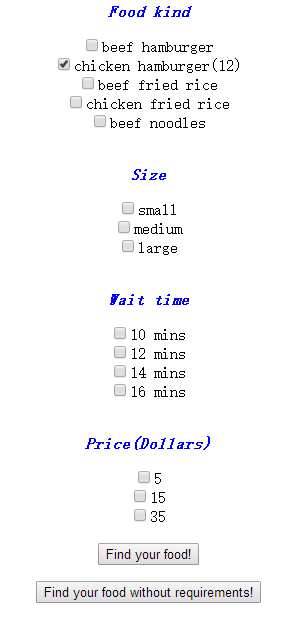 Food kind
beef hamburger
chicken hamburger(12)
beef fried rice
chicken fried rice
beef noodles
Size
small
medium
large
Wait time
10 mins
12 mins
14 mins
16 mins
Price(Dollars)
5
15
35
Find your food!
Find your food without requirements!